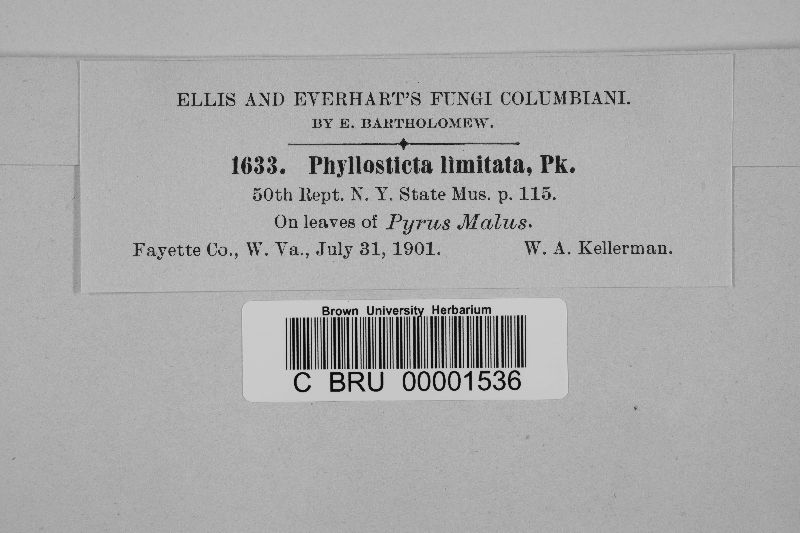 ELLIS AND EVERHART'S FUNGI COLUMBIANI.
BY E. BARTHOLOMEW.
1633. Phyllosticta limitata, Pk.
50th Rept. N. Y. State Mus. p. 115.
On leaves of Pyrus Malus.
Fayette Co., W. Va., July 31, 1901. W. A. Kellerman.
Brown University Herbarium
C BRU 00001536